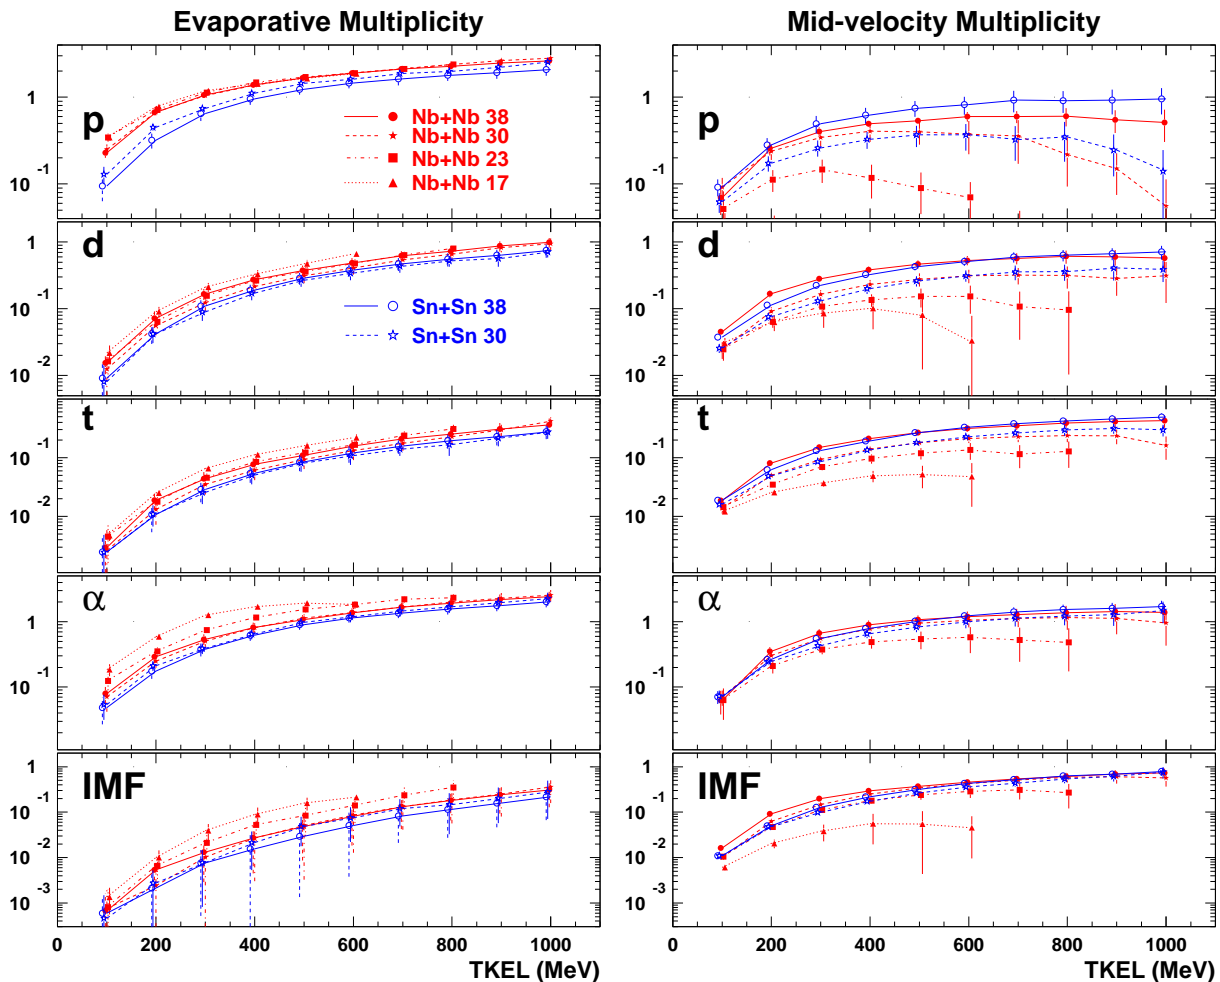 Evaporative Multiplicity
Mid-velocity Multiplicity
p
1
10 -1
Nb+Nb 38
Nb+Nb 30
Nb+Nb 23
Nb+Nb 17
p
1
10 -1
d
1
10 -1
10 -2
Sn+Sn 38
Sn+Sn 30
d
1
10 -1
10 -2
t
10 -1
10 -2
t
10 -1
10 -2
α
1
10 -1
α
1
10 -1
IMF
1
10 -1
10 -2
10 -3
IMF
1
10 -1
10 -2
10 -3
0 200 400 600 800 1000
TKEL (MeV)
0 200 400 600 800 1000
TKEL (MeV)